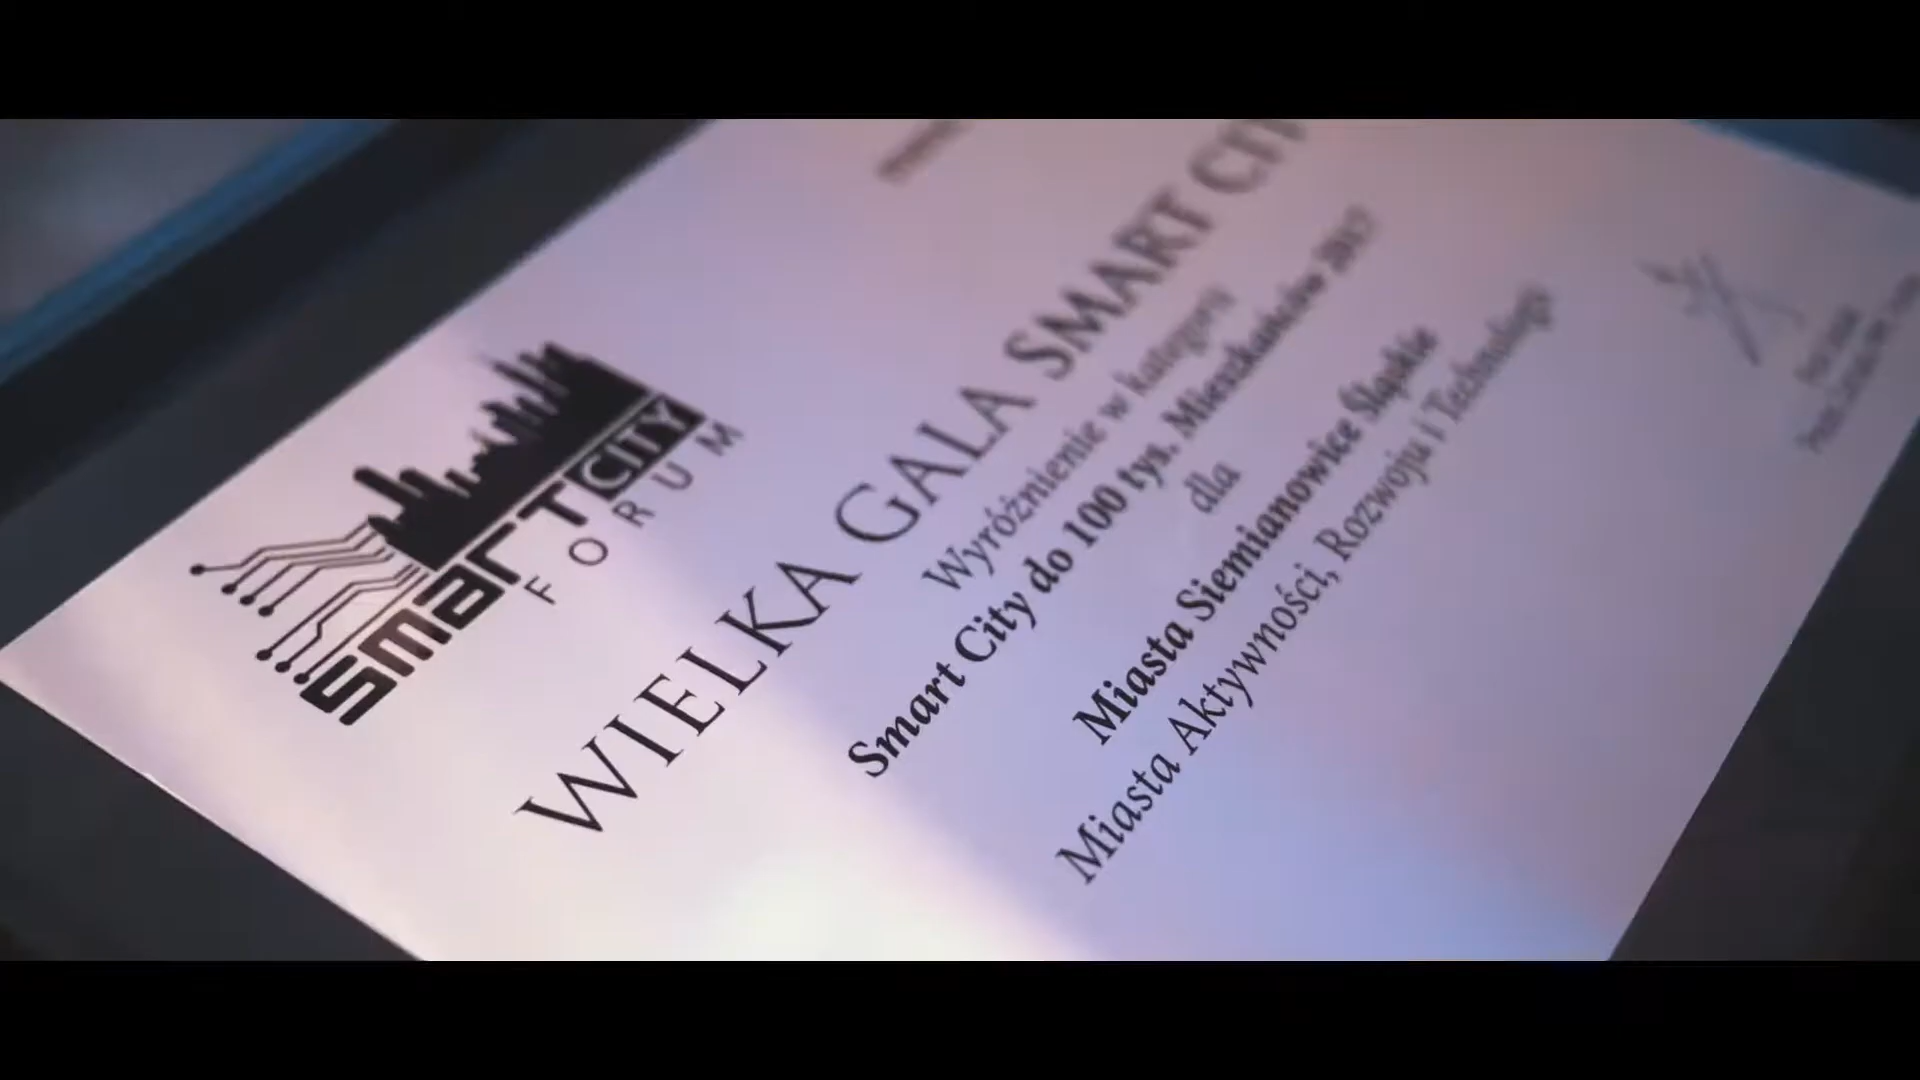 smart CITY
FORUM
WIELKA GALA SMART CITY
Wyróżnienie w kategorii
Smart City do 100 tys. Mieszkańców 2017
dla
Miasta Siemianowice Śląskie
Miasta Aktywności, Rozwoju i Technologii